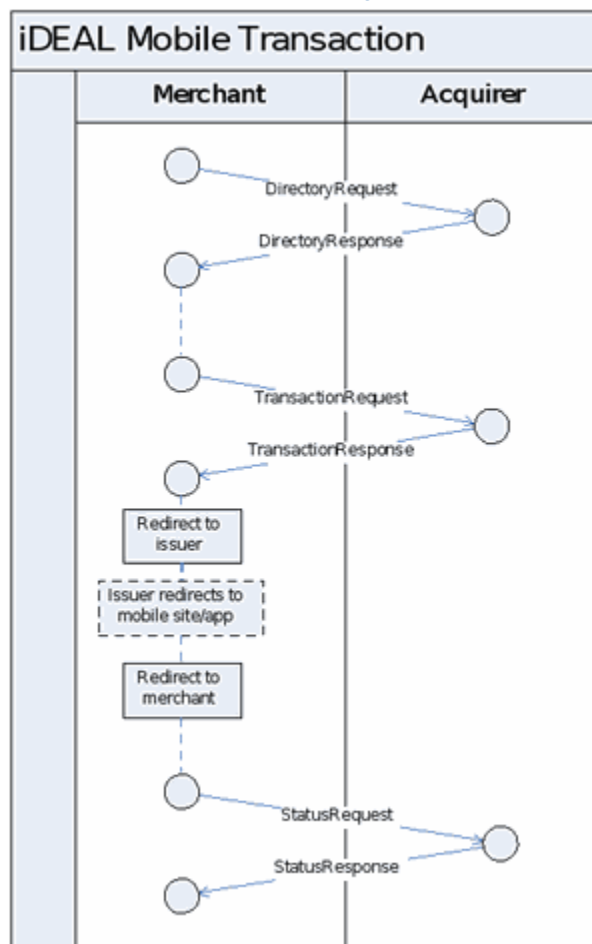 iDEAL Mobile Transaction
Merchant
Acquirer
DirectoryRequest
DirectoryResponse
TransactionRequest
TransactionResponse
Redirect to
issuer
Issuer redirects to
mobile site/app
Redirect to
merchant
StatusRequest
StatusResponse